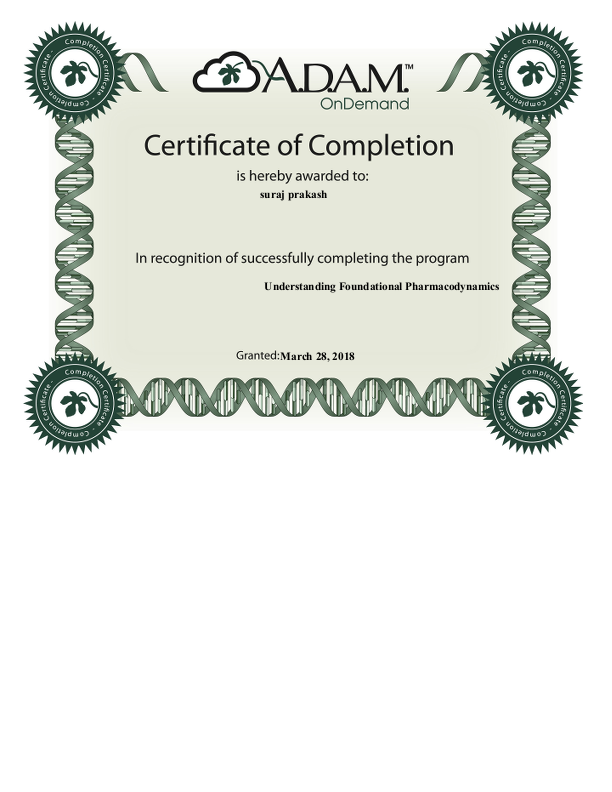 Completion Certificate · Completion Certificate ·
Completion Certificate · Completion Certificate ·
A.D.A.M.™
OnDemand
Certificate of Completion
is hereby awarded to:
suraj prakash
In recognition of successfully completing the program
Understanding Foundational Pharmacodynamics
Granted:March 28, 2018
Completion Certificate · Completion Certificate ·
Completion Certificate · Completion Certificate ·